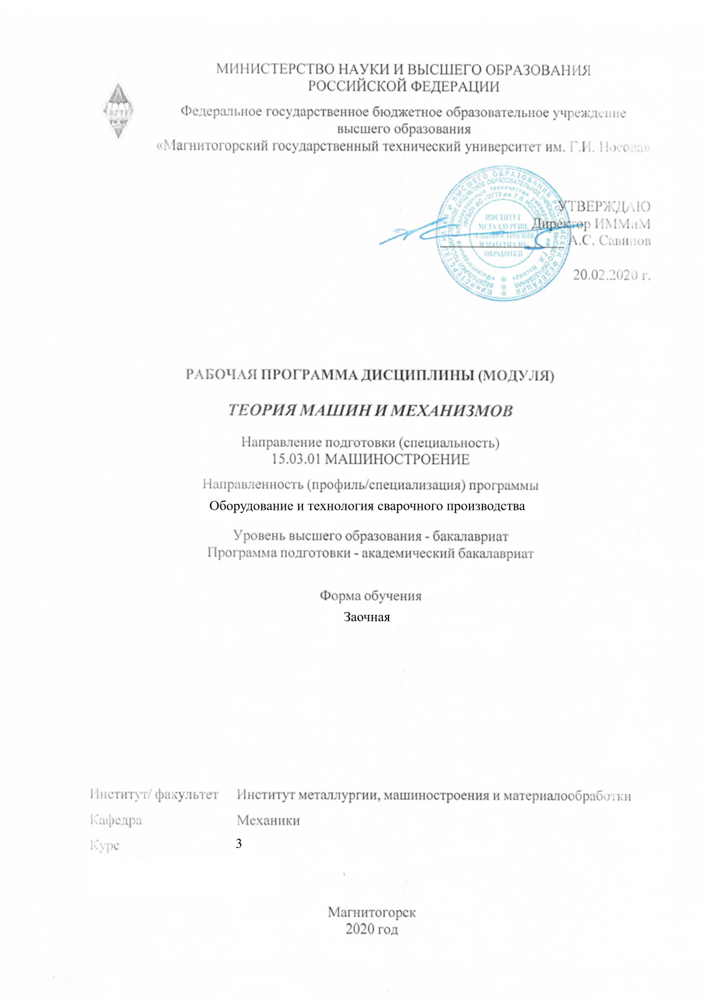 МИНИСТЕРСТВО НАУКИ И ВЫСШЕГО ОБРАЗОВАНИЯ
РОССИЙСКОЙ ФЕДЕРАЦИИ
МГТУ
Федеральное государственное бюджетное образовательное учреждение
высшего образования
«Магнитогорский государственный технический университет им. Г.И. Носова»
ИНСТИТУТ
МЕТАЛЛУРГИИ,
МАШИНОСТРОЕНИЯ
И МАТЕРИАЛО-
ОБРАБОТКИ
УТВЕРЖДАЮ
Директор ИММиМ
А.С. Савинов
20.02.2020 г.
РАБОЧАЯ ПРОГРАММА ДИСЦИПЛИНЫ (МОДУЛЯ)
ТЕОРИЯ МАШИН И МЕХАНИЗМОВ
Направление подготовки (специальность)
15.03.01 МАШИНОСТРОЕНИЕ
Направленность (профиль/специализация) программы
Оборудование и технология сварочного производства
Уровень высшего образования - бакалавриат
Программа подготовки - академический бакалавриат
Форма обучения
Заочная
Институт/ факультет Институт металлургии, машиностроения и материалообработки
Кафедра Механики
Курс 3
Магнитогорск
2020 год